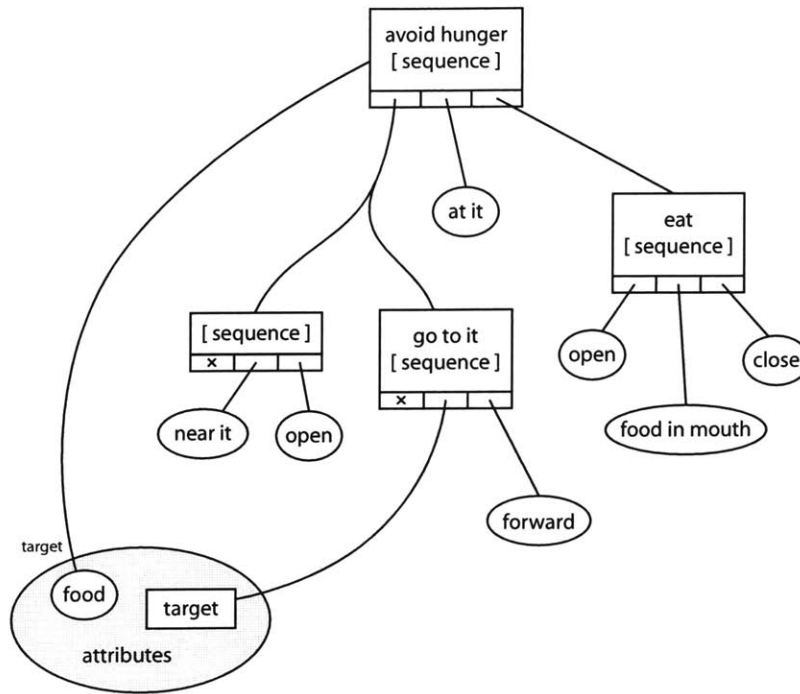 avoid hunger
[ sequence ]
at it
eat
[ sequence ]
[ sequence ]
×
go to it
[ sequence ]
×
open
close
near it
open
food in mouth
forward
target
food
target
attributes